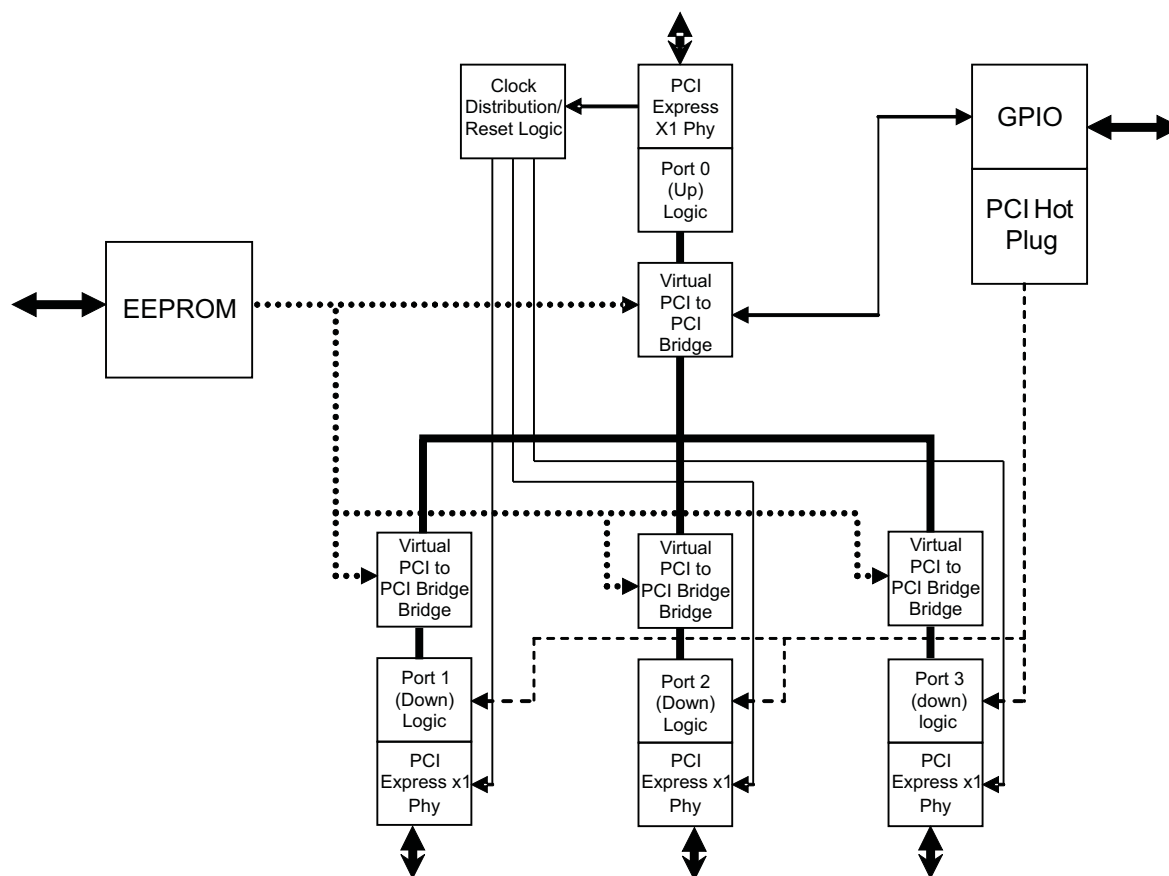 Clock
Distribution/
Reset Logic
PCI
Express
X1 Phy
Port 0
(Up)
Logic
GPIO
PCI Hot
Plug
EEPROM
Virtual
PCI to
PCI
Bridge
Virtual
PCI to
PCI Bridge
Bridge
Virtual
PCI to
PCI Bridge
Bridge
Virtual
PCI to
PCI Bridge
Bridge
Port 1
(Down)
Logic
PCI
Express x1
Phy
Port 2
(Down)
Logic
PCI
Express x1
Phy
Port 3
(down)
logic
PCI
Express x1
Phy